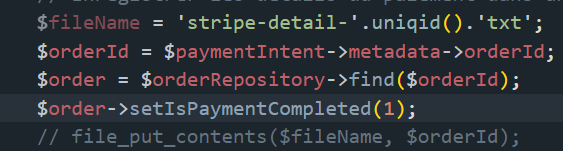 $fileName = 'stripe-detail-'.uniqid().'txt';
$orderId = $paymentIntent->metadata->orderId;
$order = $orderRepository->find($orderId);
$order->setIsPaymentCompleted(1);
// file_put_contents($fileName, $orderId);